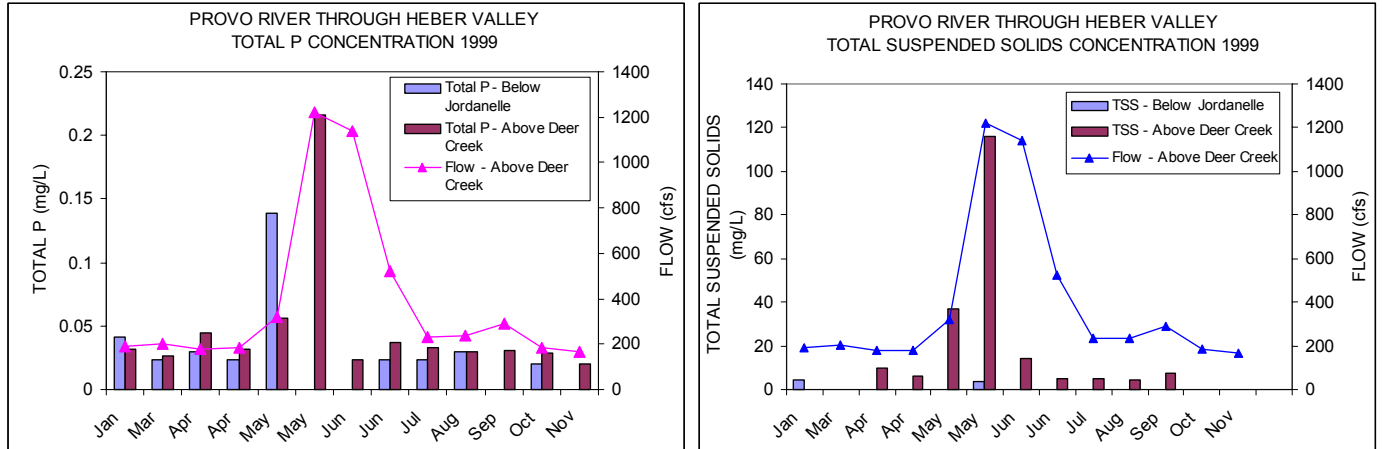 PROVO RIVER THROUGH HEBER VALLEY
TOTAL P CONCENTRATION 1999
TOTAL P (mg/L)
0.25
0.2
0.15
0.1
0.05
0
Total P - Below
Jordanelle
Total P - Above Deer
Creek
Flow - Above Deer
Creek
1400
1200
1000
800
600
400
200
0
FLOW (cfs)
Jan
Mar
Apr
Apr
May
May
Jun
Jun
Jul
Aug
Sep
Oct
Nov
PROVO RIVER THROUGH HEBER VALLEY
TOTAL SUSPENDED SOLIDS CONCENTRATION 1999
TOTAL SUSPENDED SOLIDS
(mg/L)
140
120
100
80
60
40
20
0
TSS - Below Jordanelle
TSS - Above Deer Creek
Flow - Above Deer Creek
1400
1200
1000
800
600
400
200
0
FLOW (cfs)
Jan
Mar
Apr
Apr
May
May
Jun
Jun
Jul
Aug
Sep
Oct
Nov